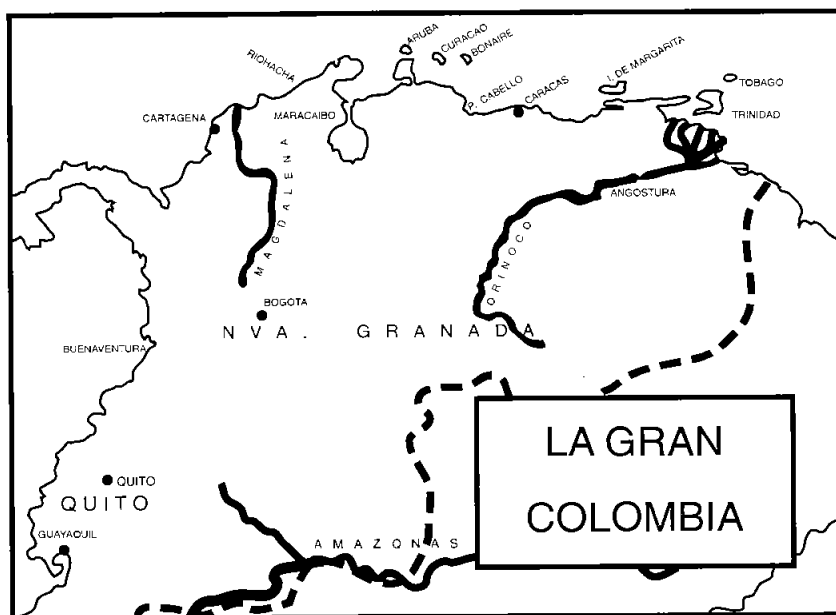 ARUBA
CURACAO
BONAIRE
RIOHACHA
I. DE MARGARITA
TOBAGO
P. CABELLO
CARACAS
TRINIDAD
CARTAGENA
MARACAIBO
MAGDALENA
ANGOSTURA
ORINOCO
BOGOTA
NVA. GRANADA
BUENAVENTURA
LA GRAN
COLOMBIA
QUITO
QUITO
GUAYAQUIL
AMAZONAS